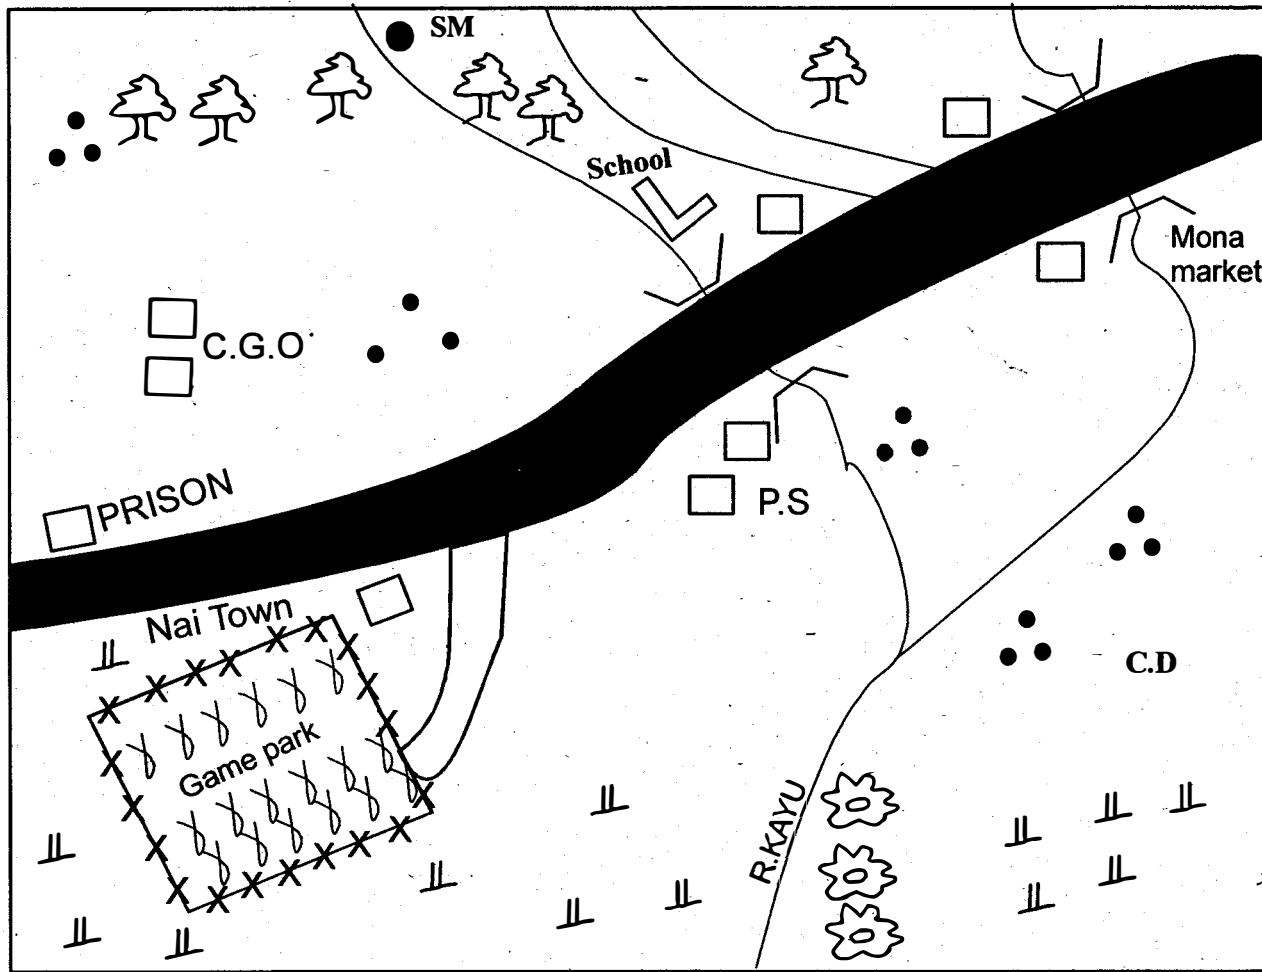 SM
School
Mona
market
C.G.O
PRISON
P.S
Nai Town
C.D
Game park
R.KAYU